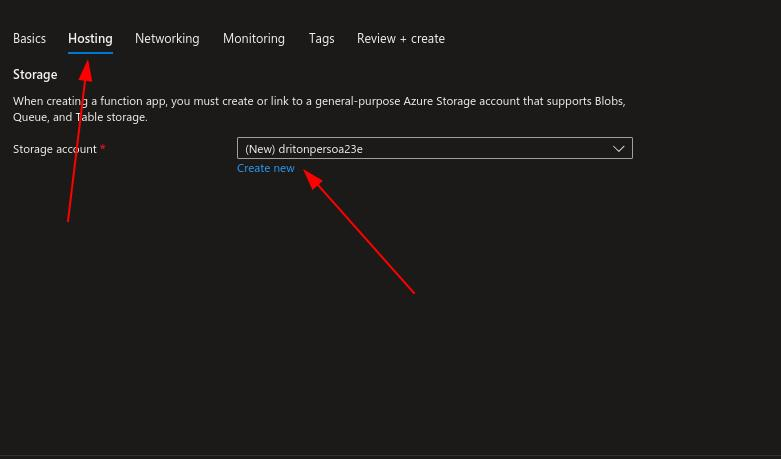 Basics Hosting Networking Monitoring Tags Review + create
Storage
When creating a function app, you must create or link to a general-purpose Azure Storage account that supports Blobs,
Queue, and Table storage.
Storage account * (New) dritonpersoa23e
Create new